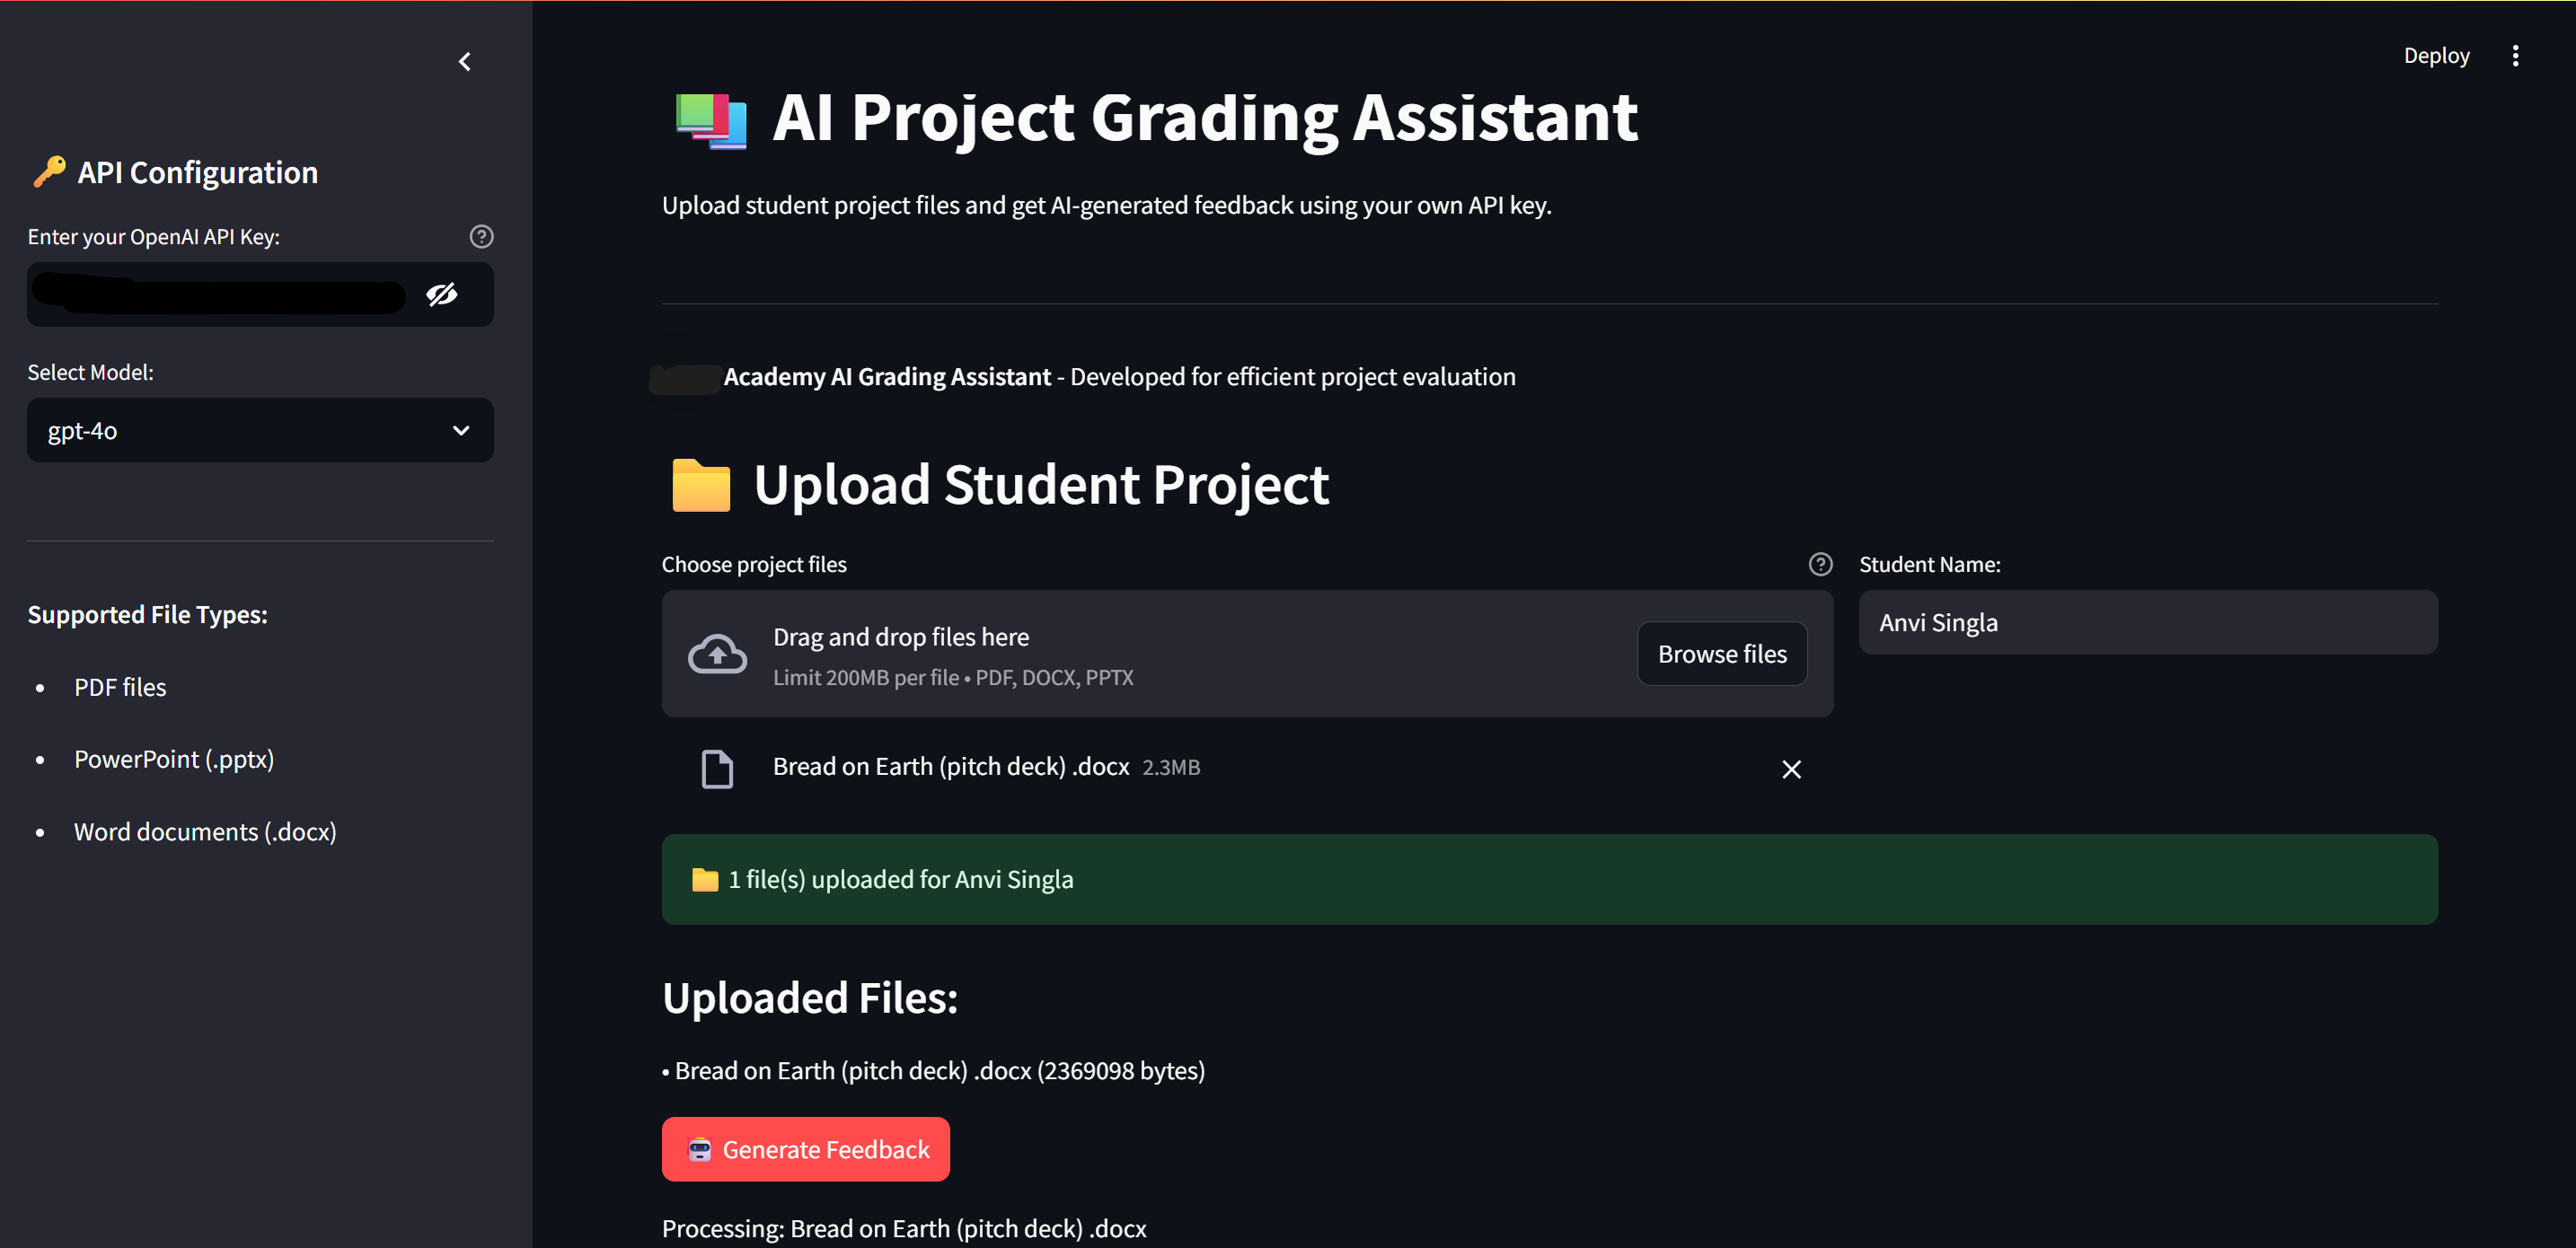 Deploy
API Configuration
Enter your OpenAI API Key:
Select Model:
gpt-4o
Supported File Types:
• PDF files
• PowerPoint (.pptx)
• Word documents (.docx)
AI Project Grading Assistant
Upload student project files and get AI-generated feedback using your own API key.
Academy AI Grading Assistant - Developed for efficient project evaluation
Upload Student Project
Choose project files
Drag and drop files here
Limit 200MB per file • PDF, DOCX, PPTX
Browse files
Student Name:
Anvi Singla
Bread on Earth (pitch deck) .docx 2.3MB
1 file(s) uploaded for Anvi Singla
Uploaded Files:
• Bread on Earth (pitch deck) .docx (2369098 bytes)
Generate Feedback
Processing: Bread on Earth (pitch deck) .docx